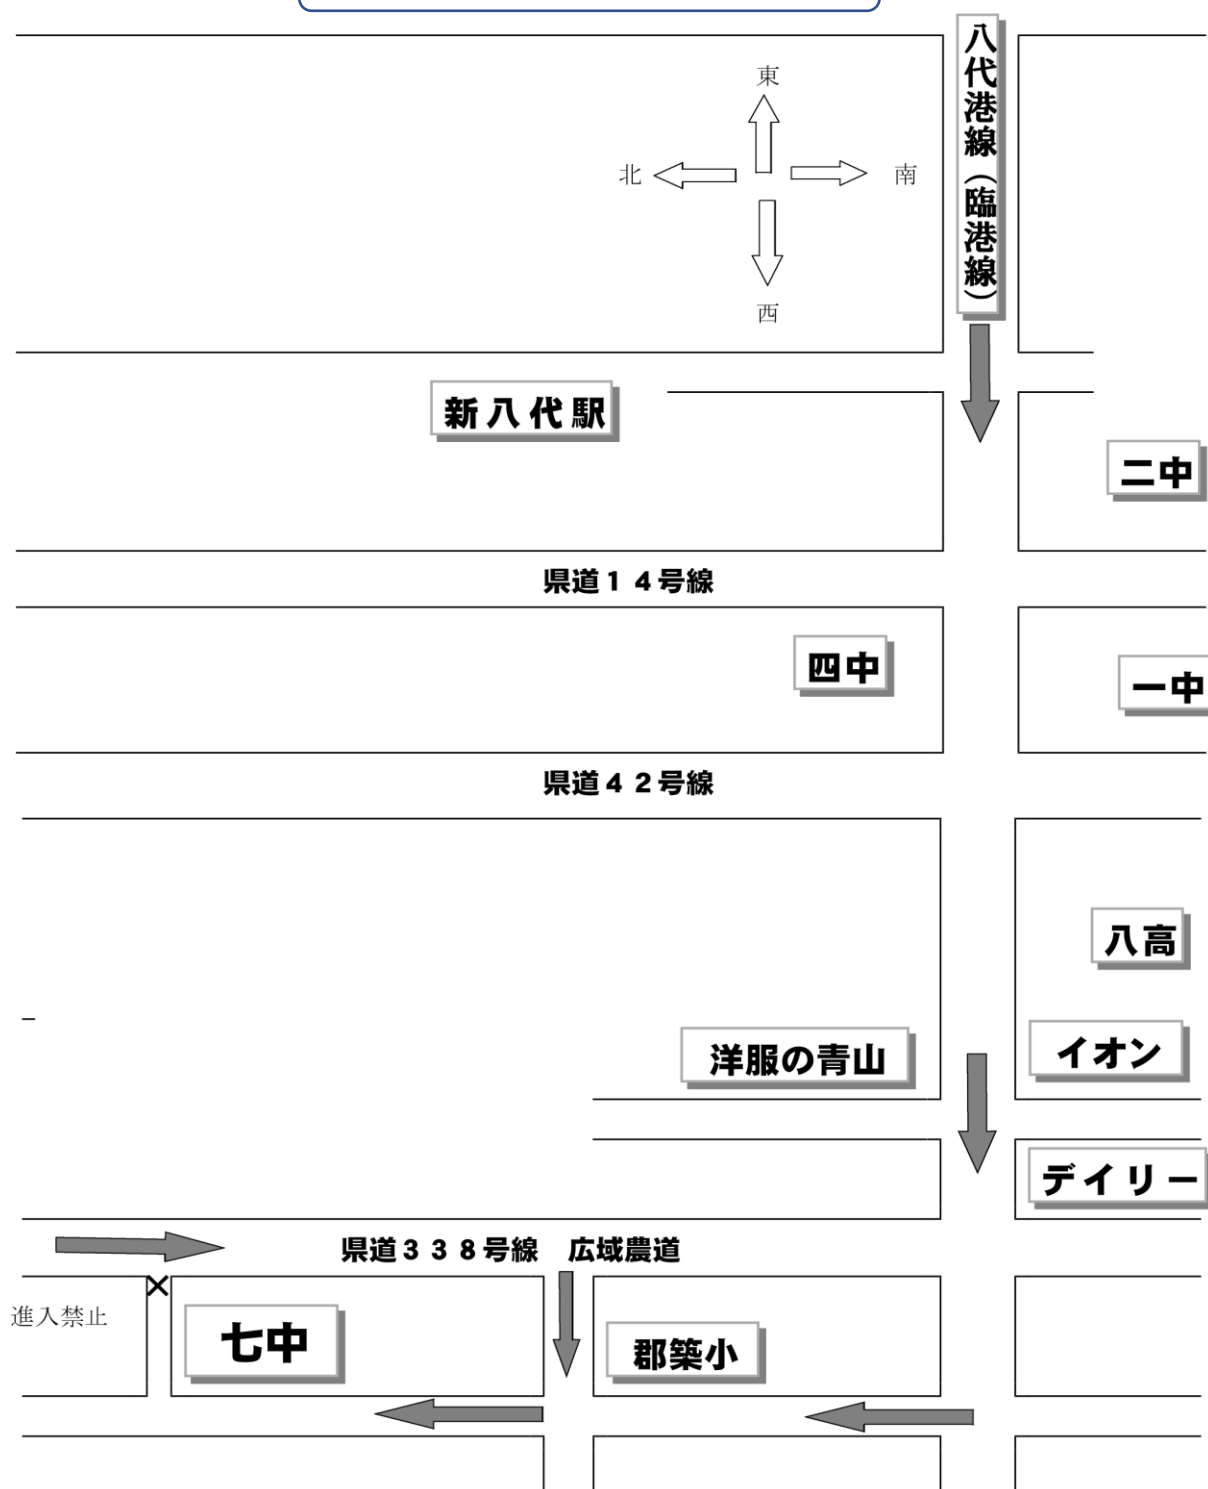 八代港線（臨港線）
東
北
南
西
新八代駅
二中
県道１４号線
四中
一中
県道４２号線
八高
洋服の青山
イオン
デイリー
県道３３８号線　広域農道
進入禁止
七中
郡築小